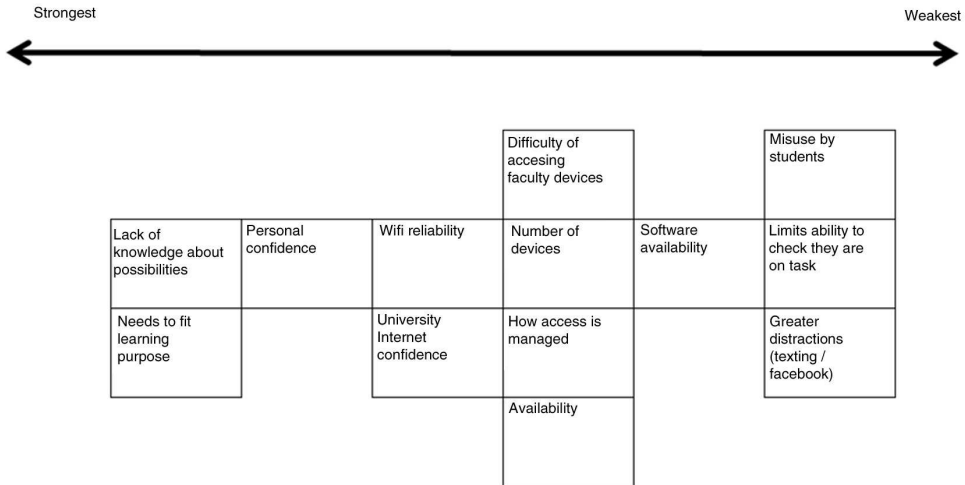 Strongest
Weakest
Difficulty of
accesing
faculty devices
Misuse by
students
Lack of
knowledge about
possibilities
Personal
confidence
Wifi reliability
Number of
devices
Software
availability
Limits ability to
check they are
on task
Needs to fit
learning
purpose
University
Internet
confidence
How access is
managed
Greater
distractions
(texting /
facebook)
Availability